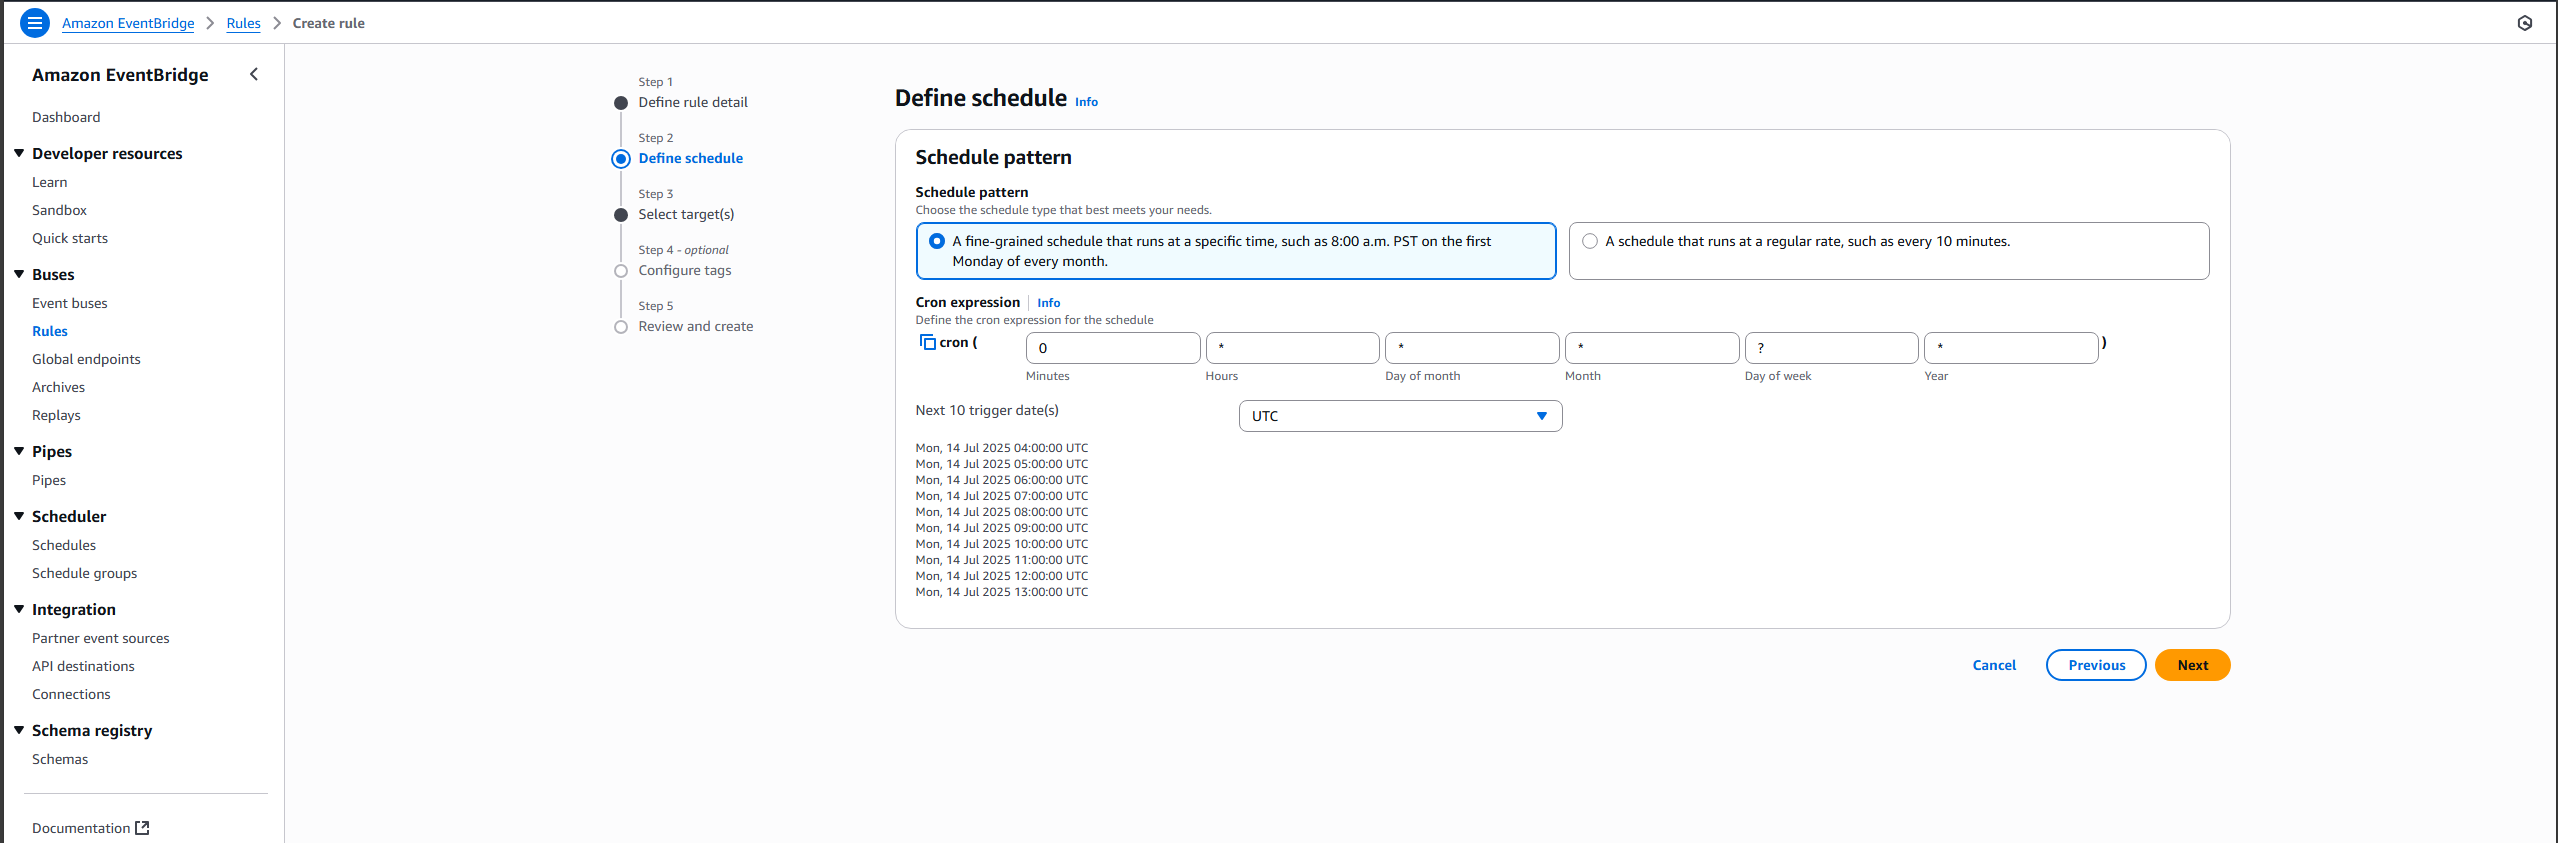 Amazon EventBridge > Rules > Create rule
Amazon EventBridge
Dashboard
Developer resources
Learn
Sandbox
Quick starts
Buses
Event buses
Rules
Global endpoints
Archives
Replays
Pipes
Pipes
Scheduler
Schedules
Schedule groups
Integration
Partner event sources
API destinations
Connections
Schema registry
Schemas
Documentation
Step 1
Define rule detail
Step 2
Define schedule
Step 3
Select target(s)
Step 4 - optional
Configure tags
Step 5
Review and create
Define schedule Info
Schedule pattern
Schedule pattern
Choose the schedule type that best meets your needs.
A fine-grained schedule that runs at a specific time, such as 8:00 a.m. PST on the first
Monday of every month.
A schedule that runs at a regular rate, such as every 10 minutes.
Cron expression Info
Define the cron expression for the schedule
cron ( 0 * * * ? * )
Minutes Hours Day of month Month Day of week Year
Next 10 trigger date(s) UTC
Mon, 14 Jul 2025 04:00:00 UTC
Mon, 14 Jul 2025 05:00:00 UTC
Mon, 14 Jul 2025 06:00:00 UTC
Mon, 14 Jul 2025 07:00:00 UTC
Mon, 14 Jul 2025 08:00:00 UTC
Mon, 14 Jul 2025 09:00:00 UTC
Mon, 14 Jul 2025 10:00:00 UTC
Mon, 14 Jul 2025 11:00:00 UTC
Mon, 14 Jul 2025 12:00:00 UTC
Mon, 14 Jul 2025 13:00:00 UTC
Cancel Previous Next